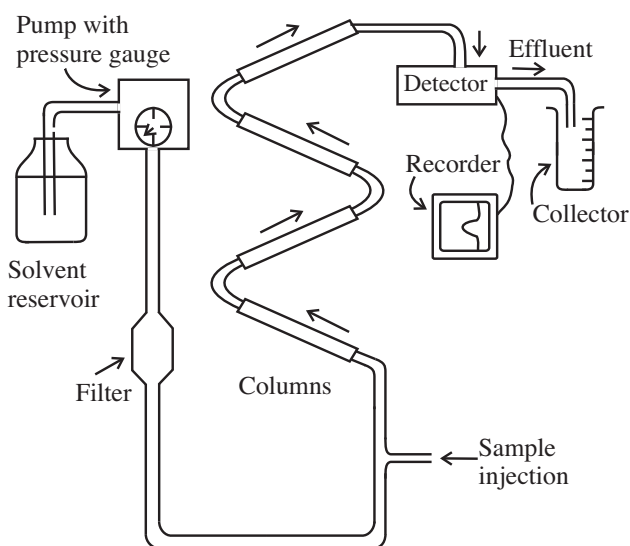 Pump with
pressure gauge
Effluent
Detector
Recorder
Collector
Solvent
reservoir
Filter
Columns
Sample
injection